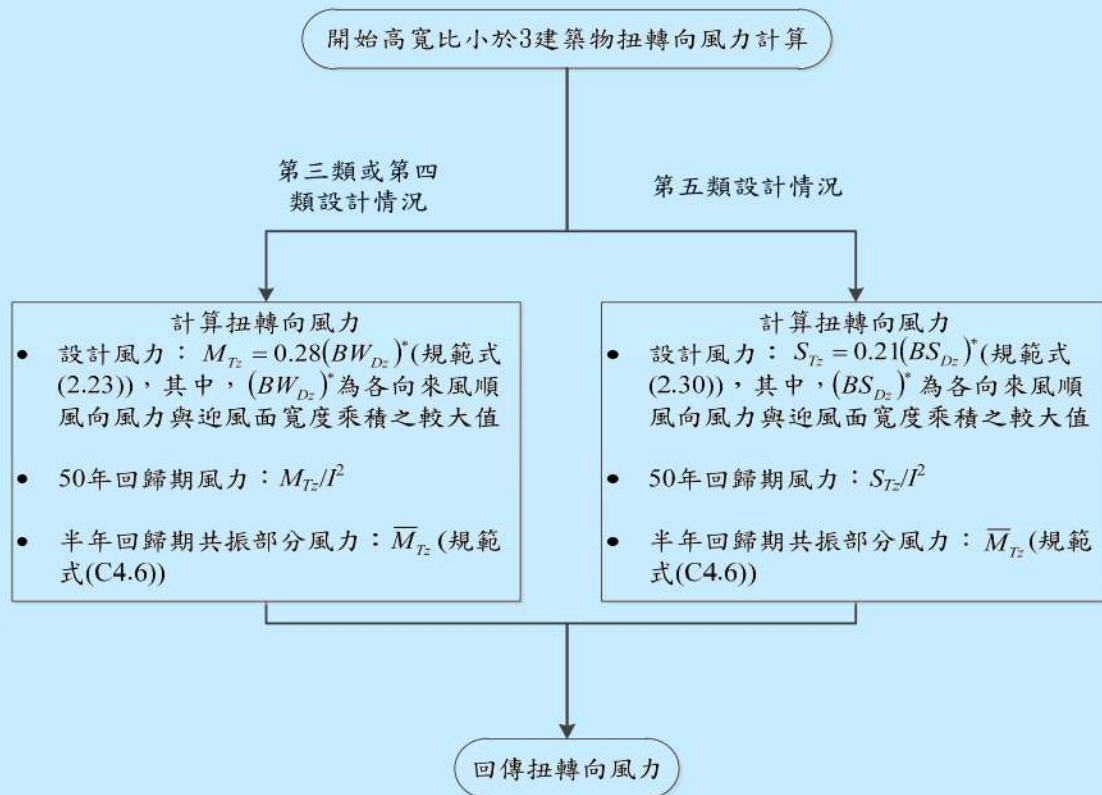 開始高寬比小於3建築物扭轉向風力計算
第三類或第四
類設計情況
第五類設計情況
計算扭轉向風力
• 設計風力：M_{Tz} = 0.28(BW_{Dz})^*(規範式
(2.23))，其中，(BW_{Dz})^*為各向來風順
風向風力與迎風面寬度乘積之較大值
• 50年回歸期風力：M_{Tz}/I^2
• 半年回歸期共振部分風力：\overline{M}_{Tz}(規範
式(C4.6))
計算扭轉向風力
• 設計風力：S_{Tz} = 0.21(BS_{Dz})^*(規範式
(2.30))，其中，(BS_{Dz})^*為各向來風順
風向風力與迎風面寬度乘積之較大值
• 50年回歸期風力：S_{Tz}/I^2
• 半年回歸期共振部分風力：\overline{M}_{Tz}(規範
式(C4.6))
回傳扭轉向風力